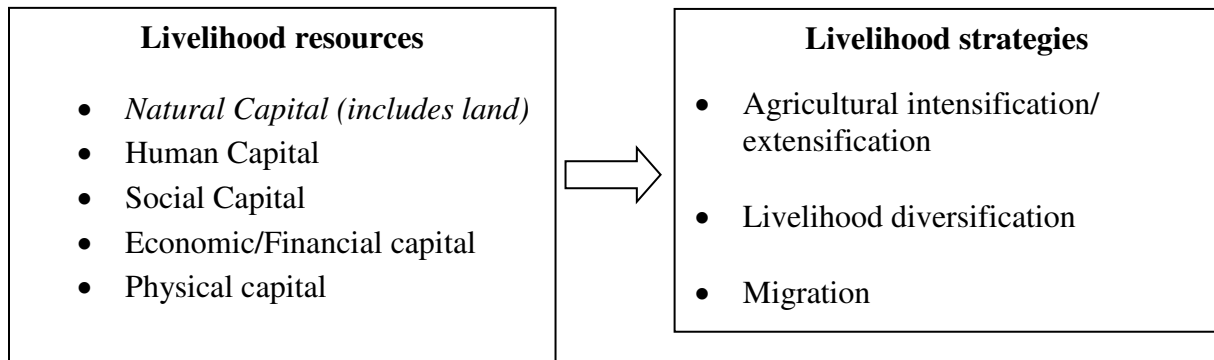 Livelihood resources
• Natural Capital (includes land)
• Human Capital
• Social Capital
• Economic/Financial capital
• Physical capital
Livelihood strategies
• Agricultural intensification/
extensification
• Livelihood diversification
• Migration